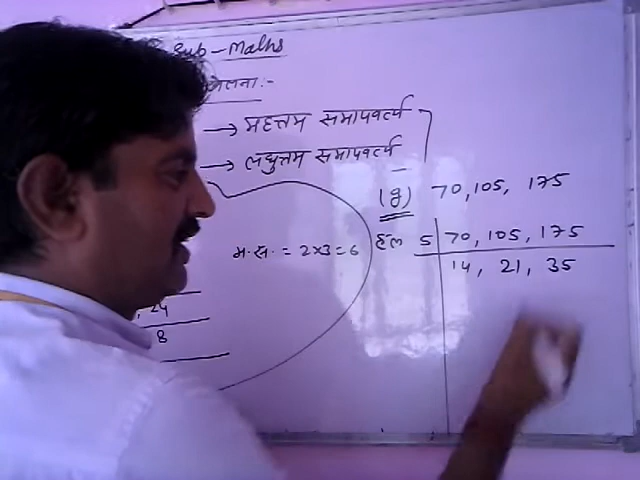 Sub - Maths
→ महत्तम समापवर्त्य
→ लघुत्तम समापवर्त्य
(g) 70, 105, 175
म.स. = 2×3=6
हल 5 70, 105, 175
14, 21, 35
, 24
8